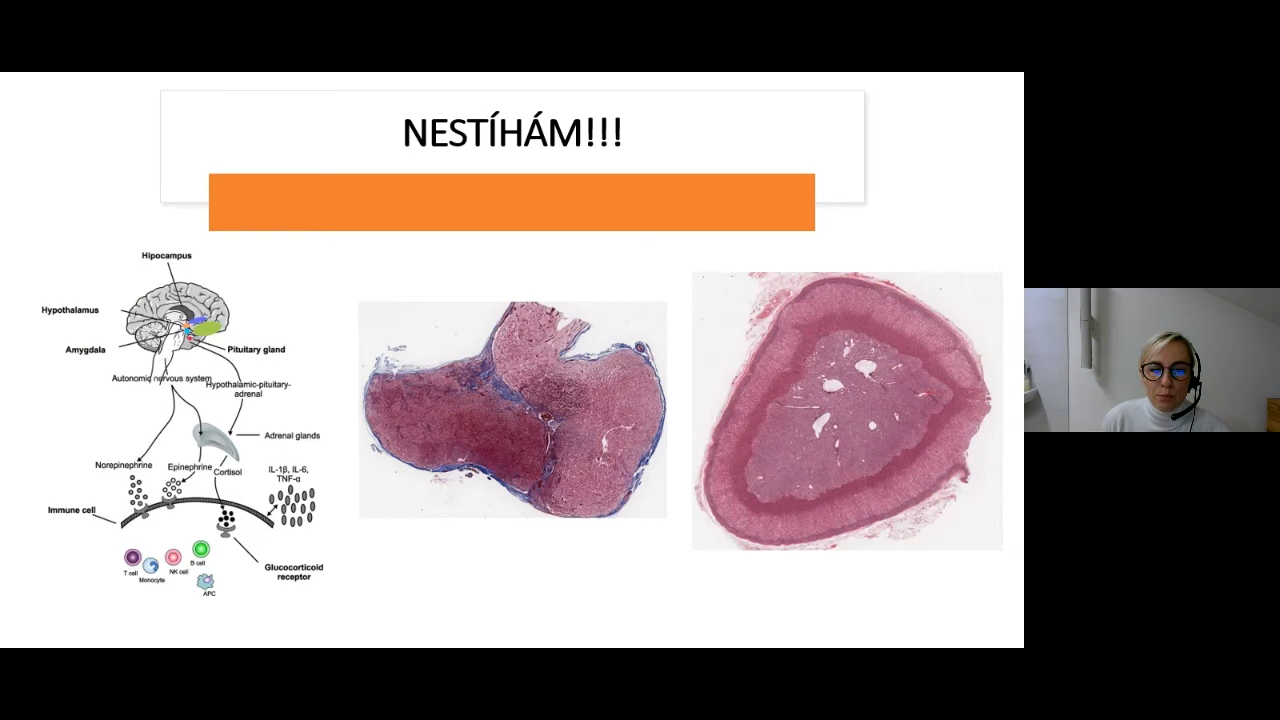 NESTÍHÁM!!!
Hipocampus
Hypothalamus
Amygdala
Pituitary gland
Autonomic nervous system
Hypothalamic-pituitary-
adrenal
Adrenal glands
Norepinephrine
Epinephrine
Cortisol
IL-1β, IL-6,
TNF-α
Immune cell
T cell
Monocyte
NK cell
B cell
APC
Glucocorticoid
receptor